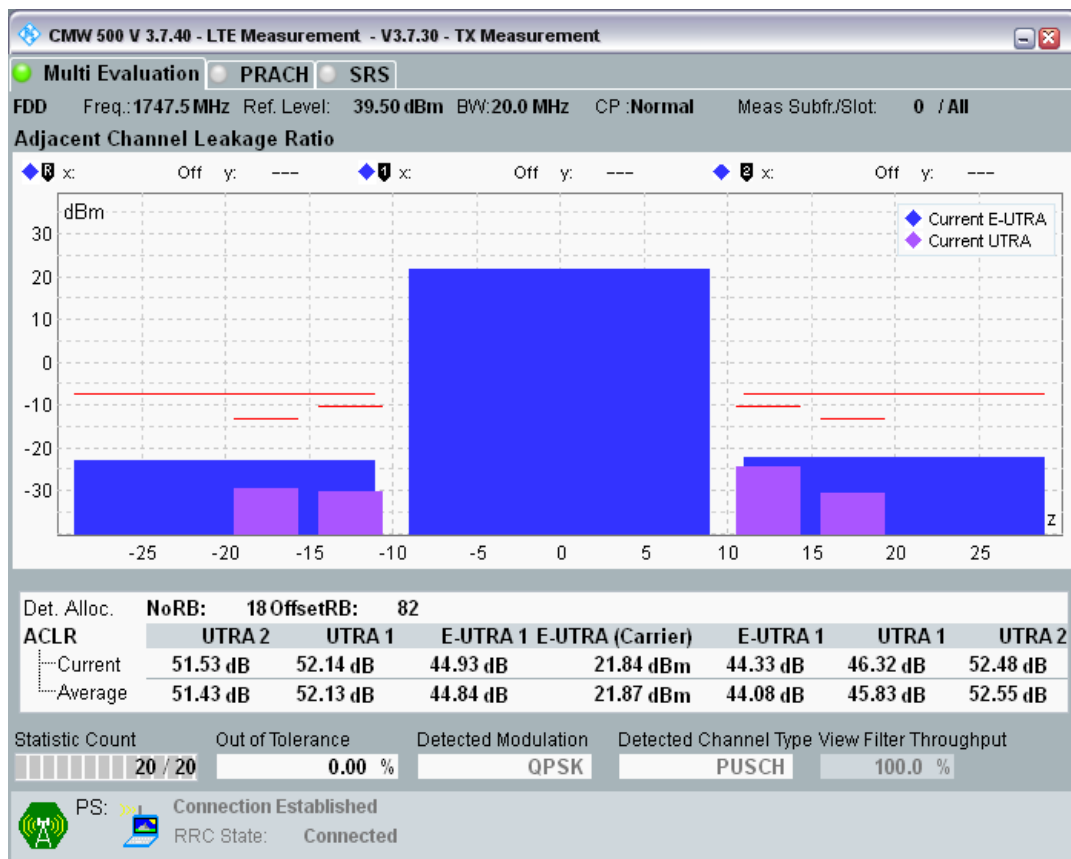 CMW 500 V 3.7.40 - LTE Measurement - V3.7.30 - TX Measurement
Multi Evaluation PRACH SRS
FDD Freq.:1747.5 MHz Ref. Level: 39.50 dBm BW:20.0 MHz CP :Normal Meas Subfr./Slot: 0 / All
Adjacent Channel Leakage Ratio
R x: Off y: --- 1 x: Off y: --- 2 x: Off y: ---
dBm
Current E-UTRA
Current UTRA
30
20
10
0
-10
-20
-30
z
-25 -20 -15 -10 -5 0 5 10 15 20 25
Det. Alloc. NoRB: 18 OffsetRB: 82
ACLR UTRA 2 UTRA 1 E-UTRA 1 E-UTRA (Carrier) E-UTRA 1 UTRA 1 UTRA 2
Current 51.53 dB 52.14 dB 44.93 dB 21.84 dBm 44.33 dB 46.32 dB 52.48 dB
Average 51.43 dB 52.13 dB 44.84 dB 21.87 dBm 44.08 dB 45.83 dB 52.55 dB
Statistic Count Out of Tolerance Detected Modulation Detected Channel Type View Filter Throughput
20 / 20 0.00 % QPSK PUSCH 100.0 %
PS: Connection Established
RRC State: Connected